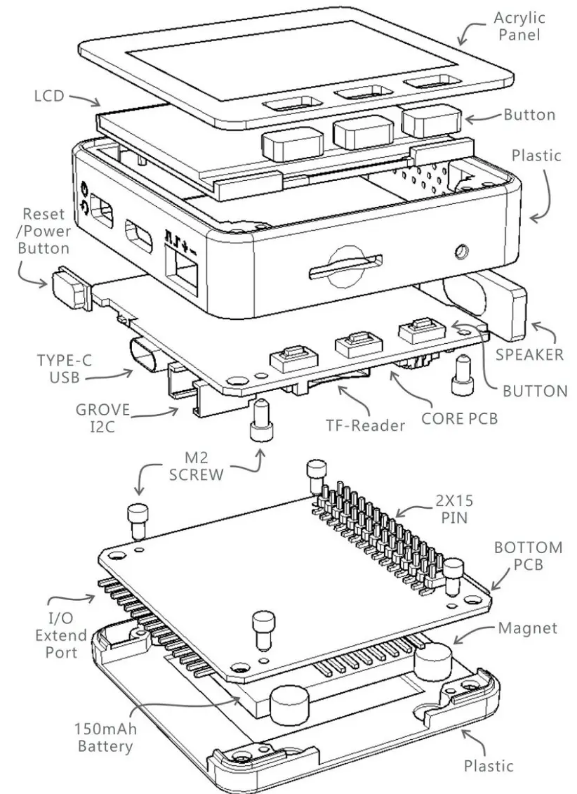 Acrylic
Panel
LCD
Button
Plastic
Reset
/Power
Button
SPEAKER
TYPE-C
USB
BUTTON
GROVE
I2C
TF-Reader
CORE PCB
M2
SCREW
2X15
PIN
BOTTOM
PCB
I/O
Extend
Port
Magnet
150mAh
Battery
Plastic